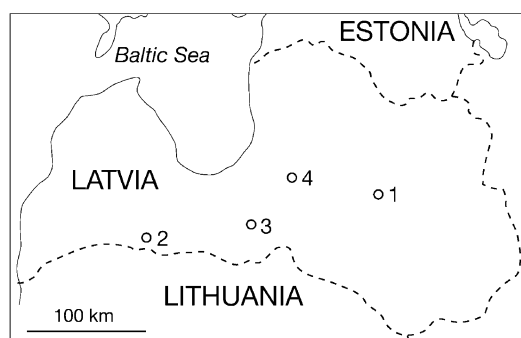 ESTONIA
Baltic Sea
LATVIA
4
1
3
2
LITHUANIA
100 km